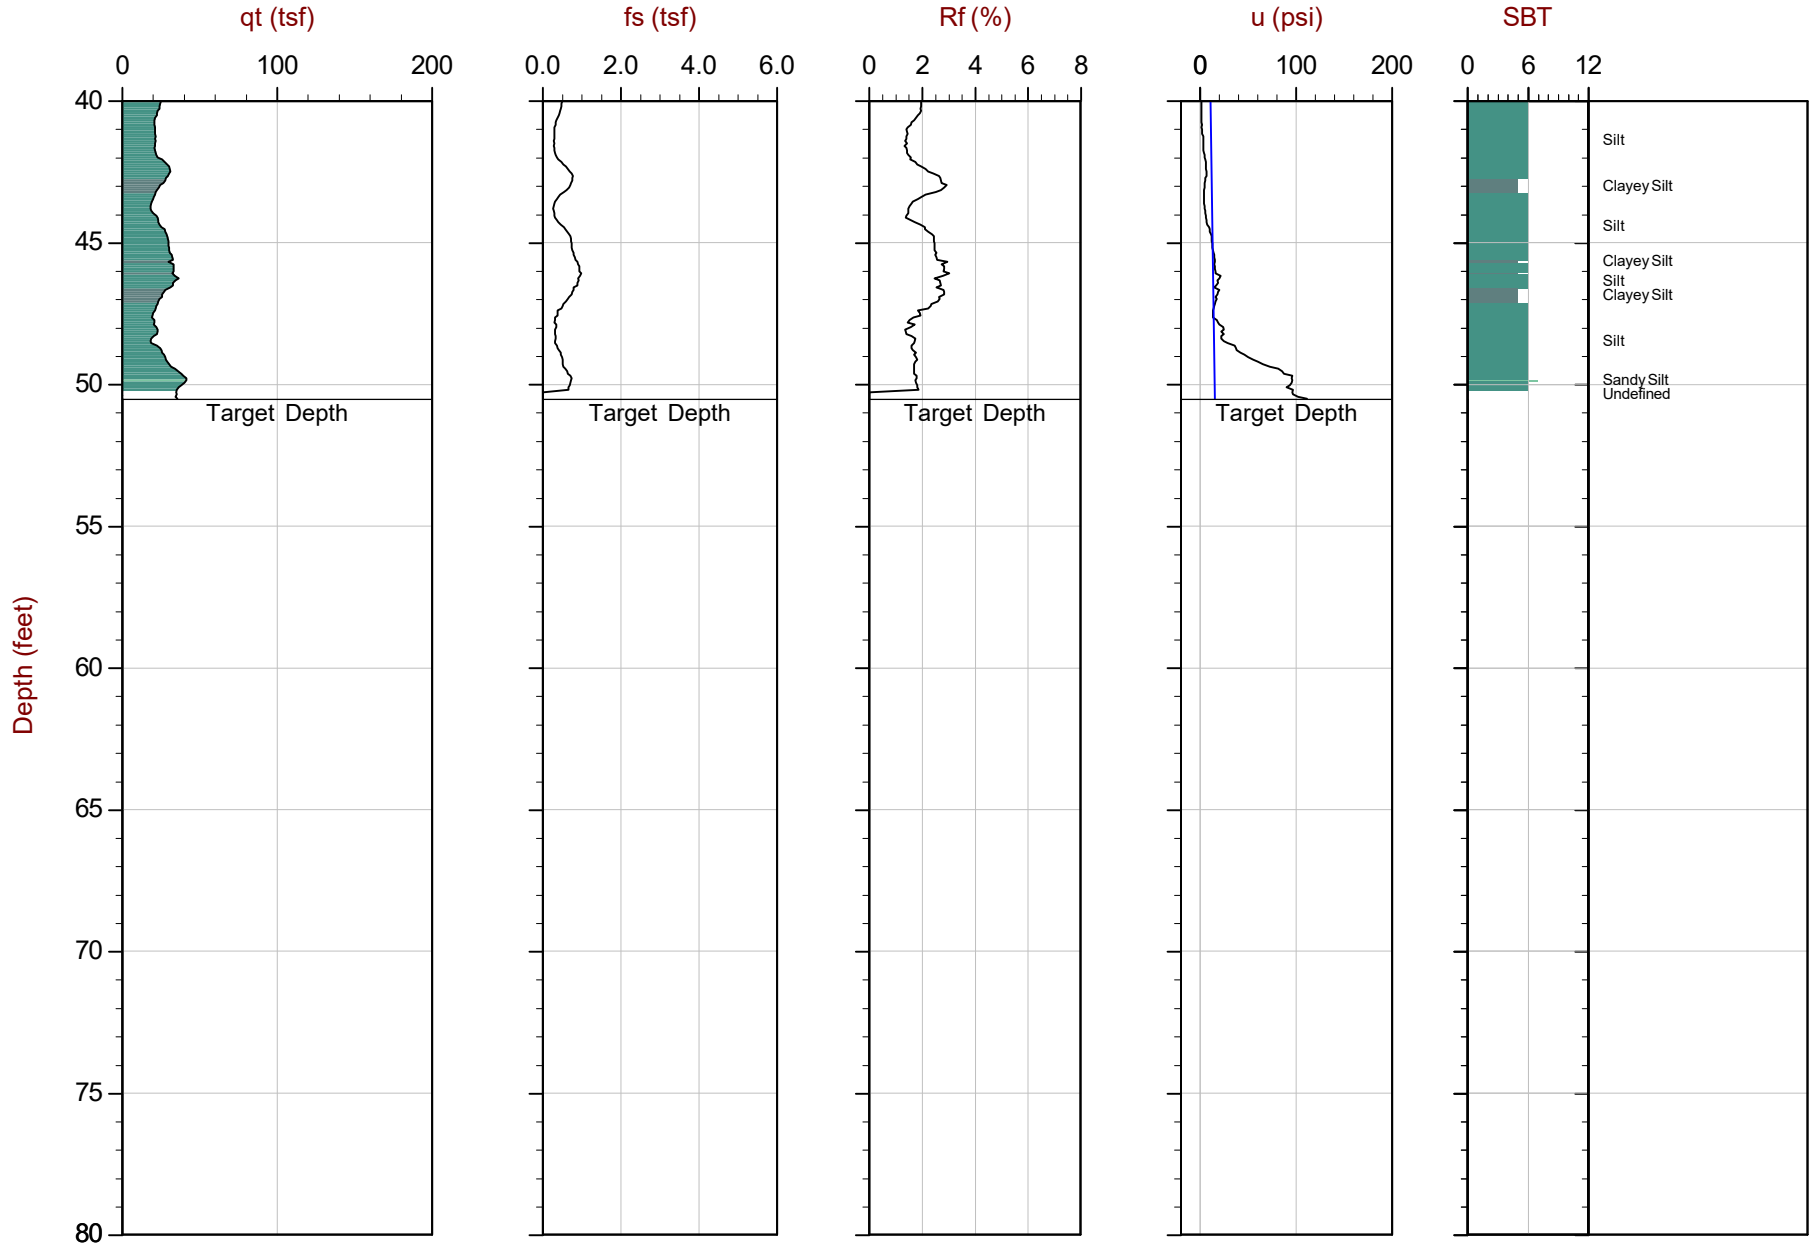 qt (tsf) fs (tsf) Rf (%) u (psi) SBT
0 100 200 0.0 2.0 4.0 6.0 0 2 4 6 8 0 100 200 0 6 12
40
Silt
Clayey Silt
Silt
45
Clayey Silt
Silt
Clayey Silt
Silt
Sandy Silt
50
Undefined
Target Depth Target Depth Target Depth Target Depth
55
60
Depth (feet)
65
70
75
80